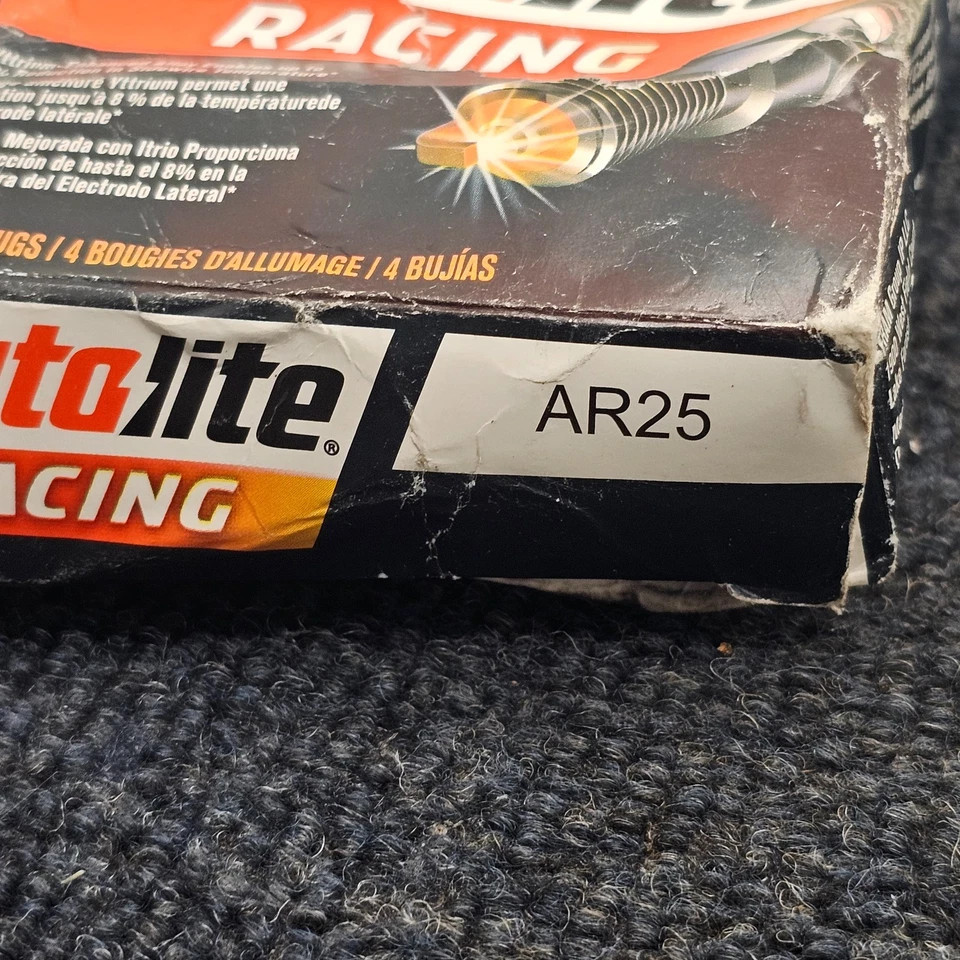 RACING
Yttrium permet une
tion jusqu'à 8 % de la températurede
ode latérale*
Mejorada con Itrio Proporciona
cción de hasta el 8% en la
ra del Electrodo Lateral*
UGS / 4 BOUGIES D'ALLUMAGE / 4 BUJÍAS
utolite®
ACING
AR25